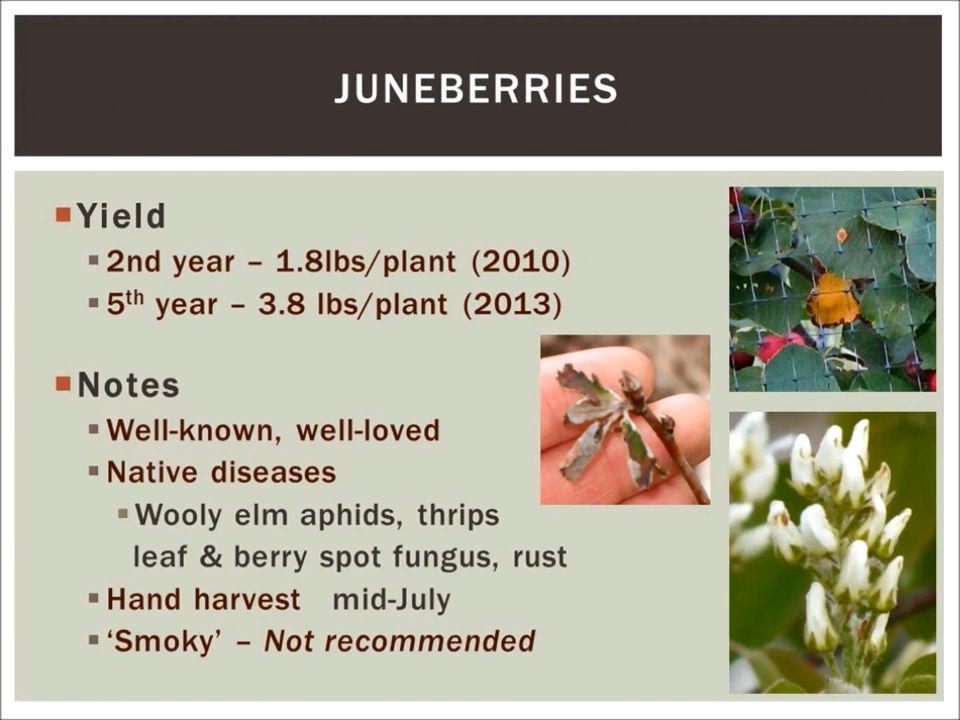 JUNEBERRIES
Yield
2nd year – 1.8lbs/plant (2010)
5th year – 3.8 lbs/plant (2013)
Notes
Well-known, well-loved
Native diseases
Wooly elm aphids, thrips
leaf & berry spot fungus, rust
Hand harvest mid-July
‘Smoky’ – Not recommended